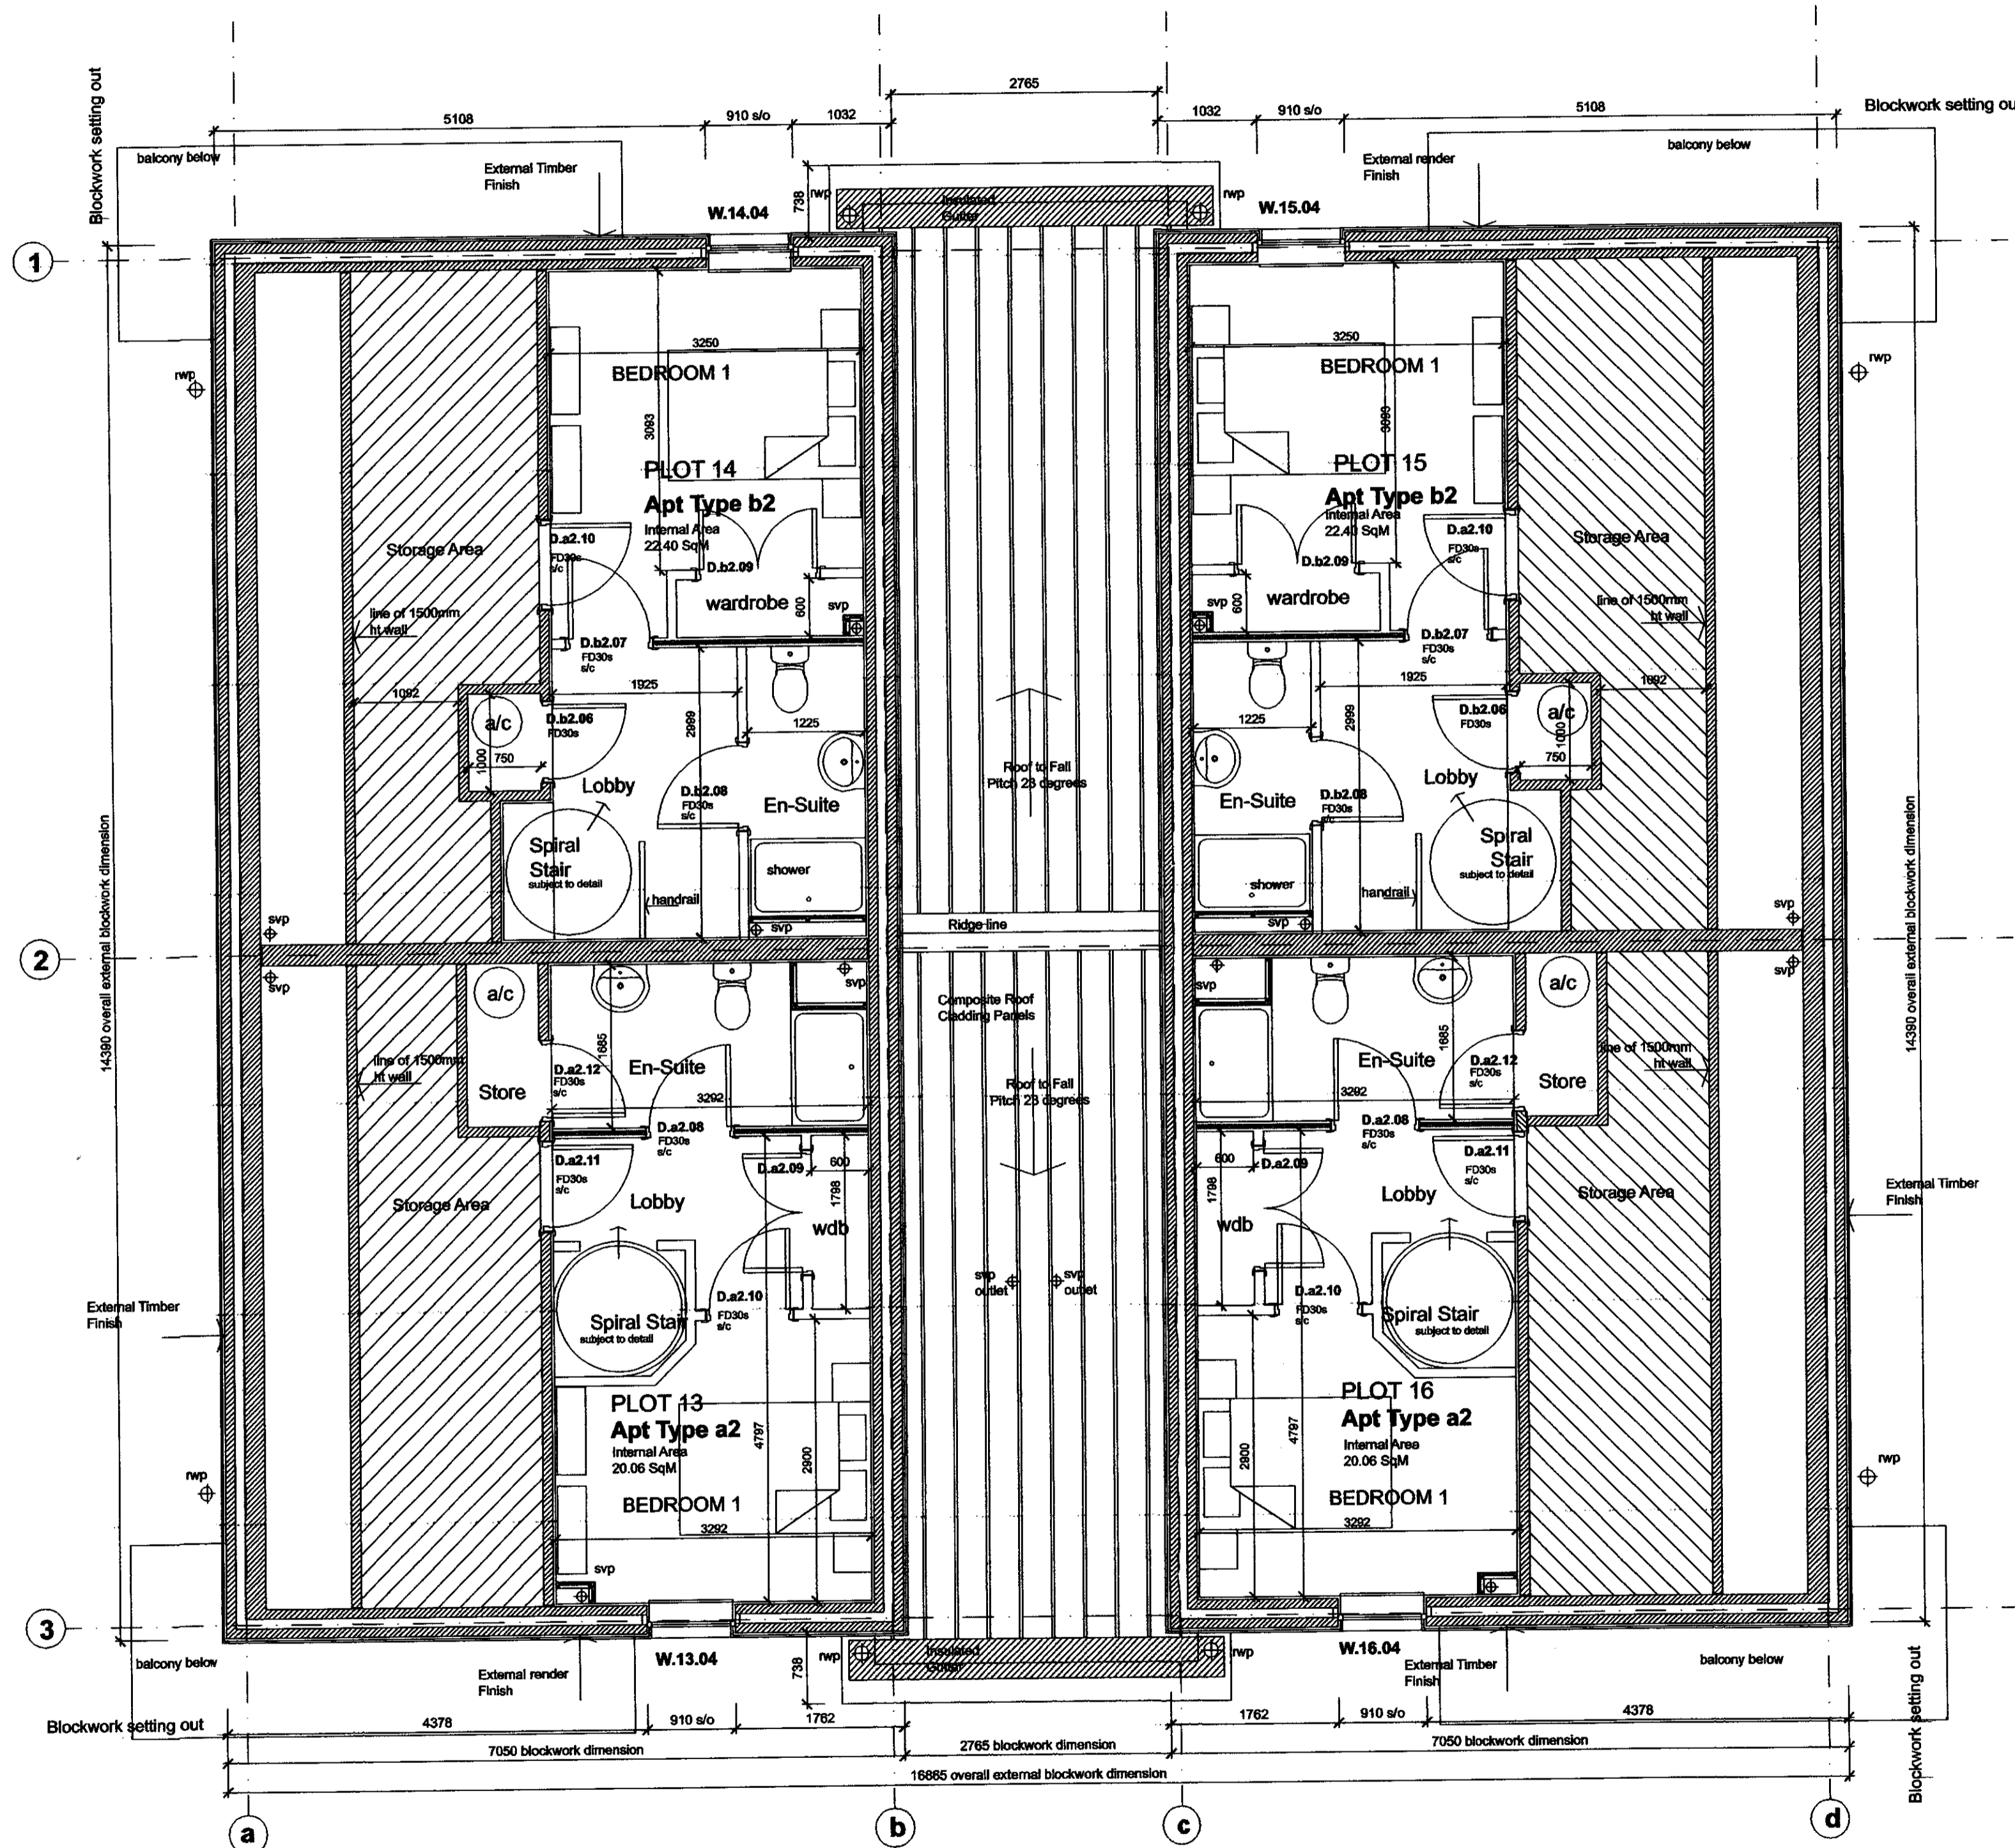 2765
5108
910 s/o
1032
1032
910 s/o
5108
Blockwork setting out
Blockwork setting ou
balcony below
External Timber
Finish
W.14.04
738
rwp
Insulated
Gutter
rwp
W.15.04
External render
Finish
balcony below
1
rwp
3250
BEDROOM 1
3093
PLOT 14
Apt Type b2
Internal Area
22.40 SqM
D.a2.10
FD30s
s/c
D.b2.09
wardrobe
600
svp
Storage Area
line of 1500mm
ht wall
D.b2.07
FD30s
s/c
1092
1925
a/c
D.b2.06
FD30s
1000
750
2999
1225
Lobby
D.b2.08
FD30s
s/c
En-Suite
Spiral
Stair
subject to detail
shower
handrail
svp
svp
svp
14390 overall external blockwork dimension
2
Roof to Fall
Pitch 23 degrees
Ridge line
Composite Roof
Cladding Panels
Roof to Fall
Pitch 23 degrees
svp
outlet
svp
outlet
3250
BEDROOM 1
3093
PLOT 15
Apt Type b2
Internal Area
22.40 SqM
D.a2.10
FD30s
s/c
D.b2.09
wardrobe
600
svp
Storage Area
line of 1500mm
ht wall
rwp
D.b2.07
FD30s
s/c
1092
1925
a/c
D.b2.06
FD30s
1000
750
2999
1225
Lobby
D.b2.08
FD30s
s/c
En-Suite
Spiral
Stair
subject to detail
shower
handrail
svp
svp
svp
14390 overall external blockwork dimension
a/c
Store
svp
1685
D.a2.12
FD30s
s/c
En-Suite
3292
line of 1500mm
ht wall
D.a2.08
FD30s
s/c
D.a2.11
FD30s
s/c
D.a2.09
600
1798
Lobby
wdb
Storage Area
D.a2.10
FD30s
s/c
Spiral Stair
subject to detail
External Timber
Finish
PLOT 13
Apt Type a2
Internal Area
20.06 SqM
4797
2900
BEDROOM 1
3292
svp
rwp
svp
1685
En-Suite
D.a2.12
FD30s
s/c
a/c
Store
3292
line of 1500mm
ht wall
D.a2.08
FD30s
s/c
D.a2.11
FD30s
s/c
D.a2.09
600
1798
Lobby
wdb
Storage Area
D.a2.10
FD30s
s/c
Spiral Stair
subject to detail
External Timber
Finish
PLOT 16
Apt Type a2
Internal Area
20.06 SqM
4797
2900
BEDROOM 1
3292
rwp
3
balcony below
External render
Finish
W.13.04
738
rwp
Insulated
Gutter
rwp
W.16.04
External Timber
Finish
balcony below
Blockwork setting out
Blockwork setting out
4378
910 s/o
1762
1762
910 s/o
4378
7050 blockwork dimension
2765 blockwork dimension
7050 blockwork dimension
16865 overall external blockwork dimension
a
b
c
d